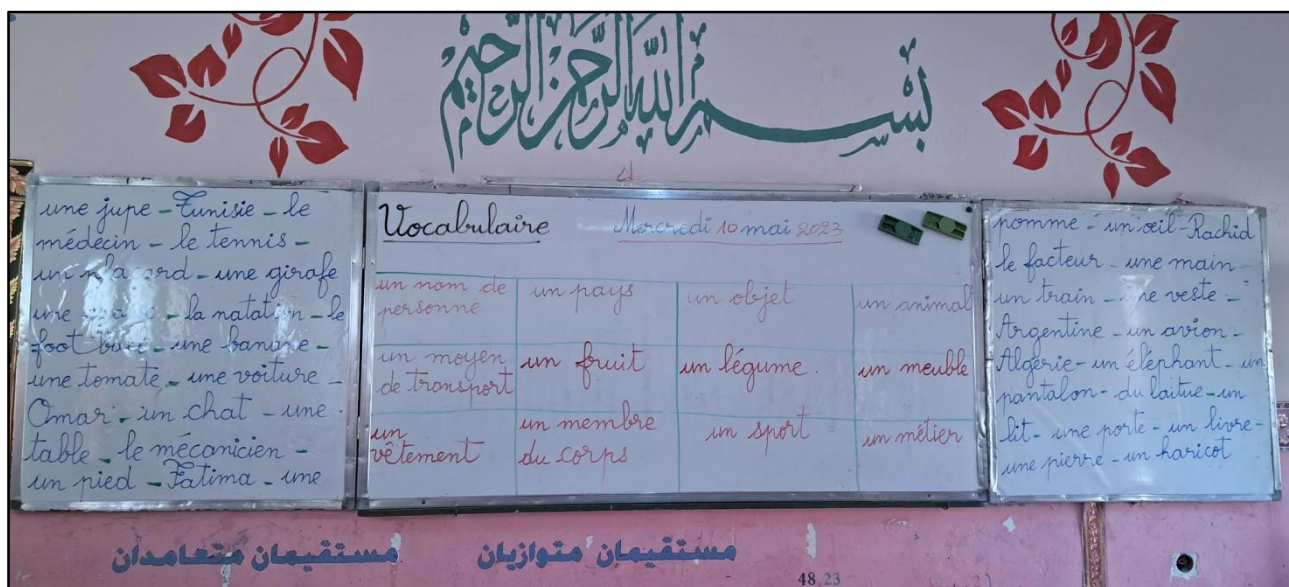 بسم الله الرحمن الرحيم
une jupe - Tunisie - le
médecin - le tennis -
un placard - une girafe
une - la natation - le
foot ball - une banane -
une tomate - une voiture -
Omar - un chat - une
table - le mécanicien -
un pied - Fatima - une
Vocabulaire
Mercredi 10 mai 2023
un nom de personne
un pays
un objet
un animal
un moyen de transport
un fruit
un légume.
un meuble
un vêtement
un membre du corps
un sport
un métier
pomme - un œil - Rachid
le facteur - une main -
un train - une veste -
Argentine - un avion -
Algérie - un éléphant - un
pantalon - du laitue - un
lit - une porte - un livre -
une pierre - un haricot
مستقيمان متعامدان
مستقيمان متوازيان
48,23